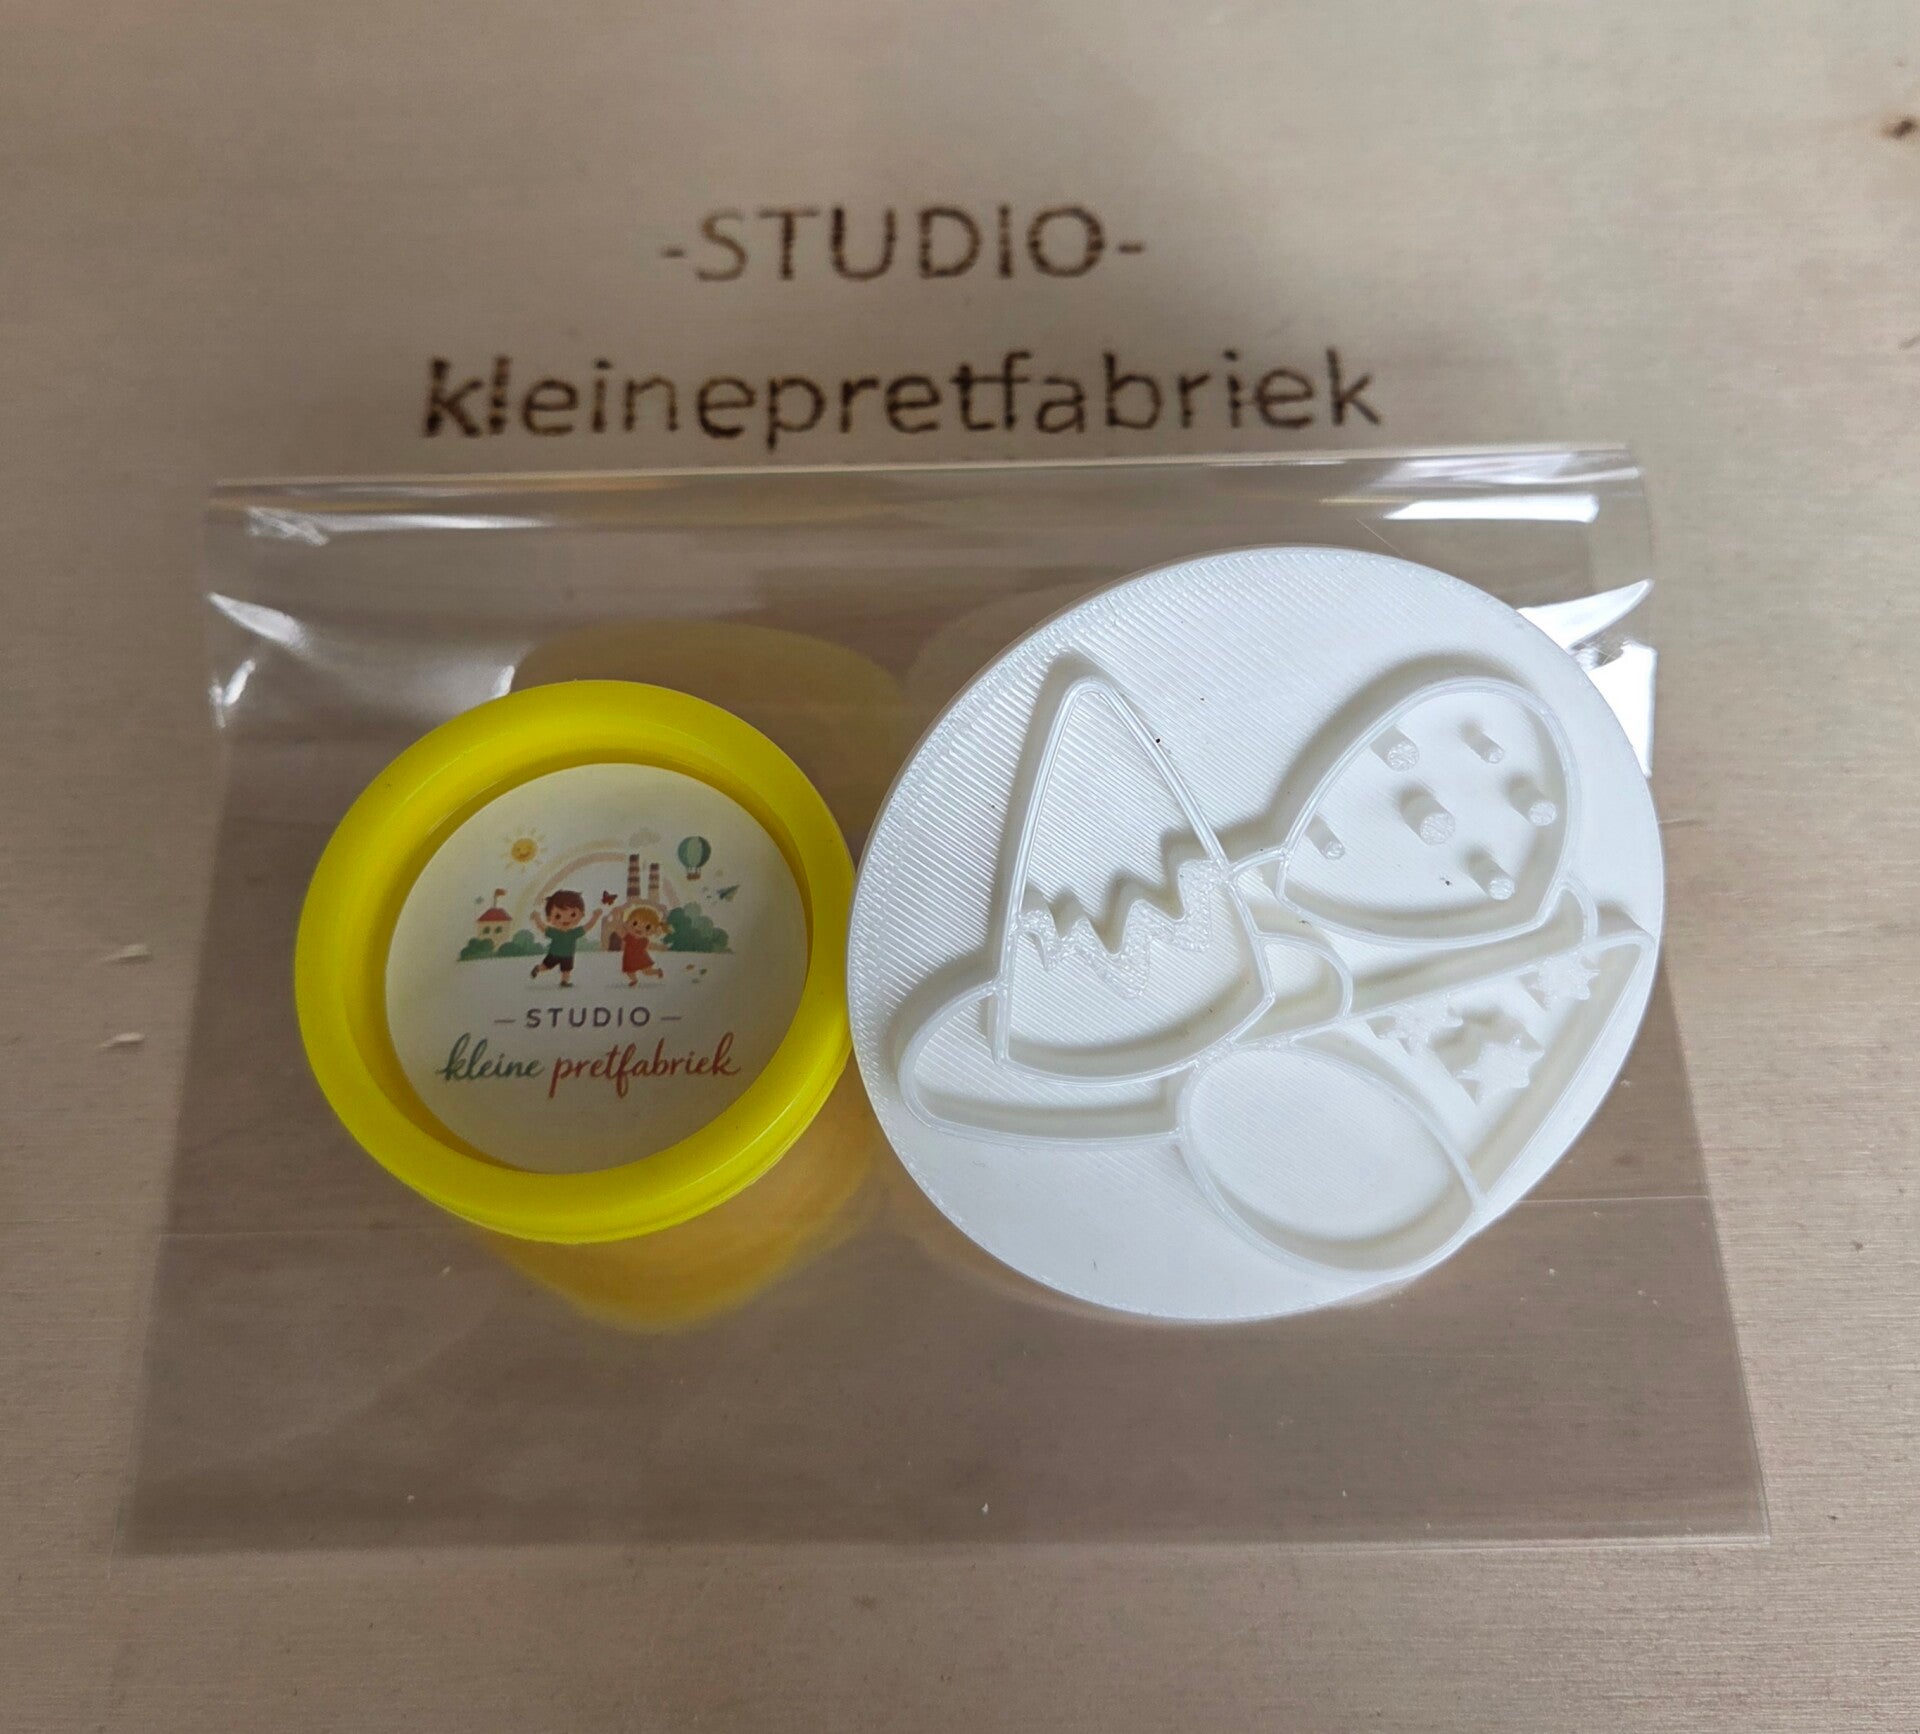 -STUDIO-
kleinepretfabriek
– STUDIO –
kleine pretfabriek